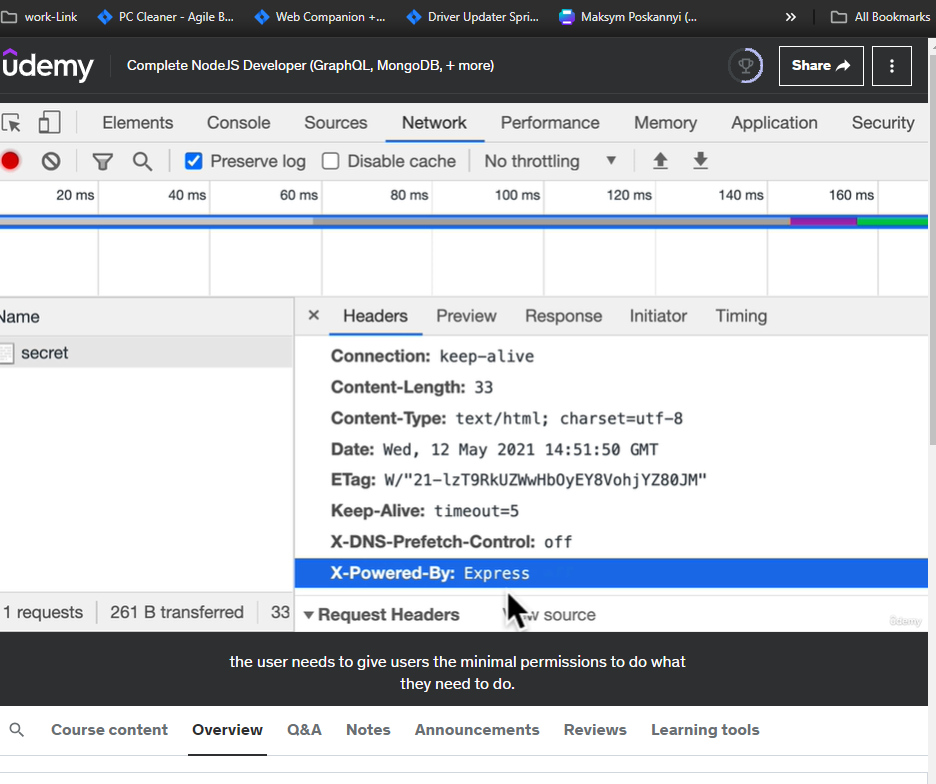 work-Link PC Cleaner - Agile B... Web Companion +... Driver Updater Spri... Maksym Poskannyi (... » All Bookmarks
ûdemy Complete NodeJS Developer (GraphQL, MongoDB, + more) Share
Elements Console Sources Network Performance Memory Application Security
Preserve log Disable cache No throttling
20 ms 40 ms 60 ms 80 ms 100 ms 120 ms 140 ms 160 ms
Name × Headers Preview Response Initiator Timing
secret
Connection: keep-alive
Content-Length: 33
Content-Type: text/html; charset=utf-8
Date: Wed, 12 May 2021 14:51:50 GMT
ETag: W/"21-lzT9RkUZWwHbOyEY8VohjYZ80JM"
Keep-Alive: timeout=5
X-DNS-Prefetch-Control: off
X-Powered-By: Express
1 requests 261 B transferred 33 Request Headers source
ûdemy
the user needs to give users the minimal permissions to do what
they need to do.
Course content Overview Q&A Notes Announcements Reviews Learning tools